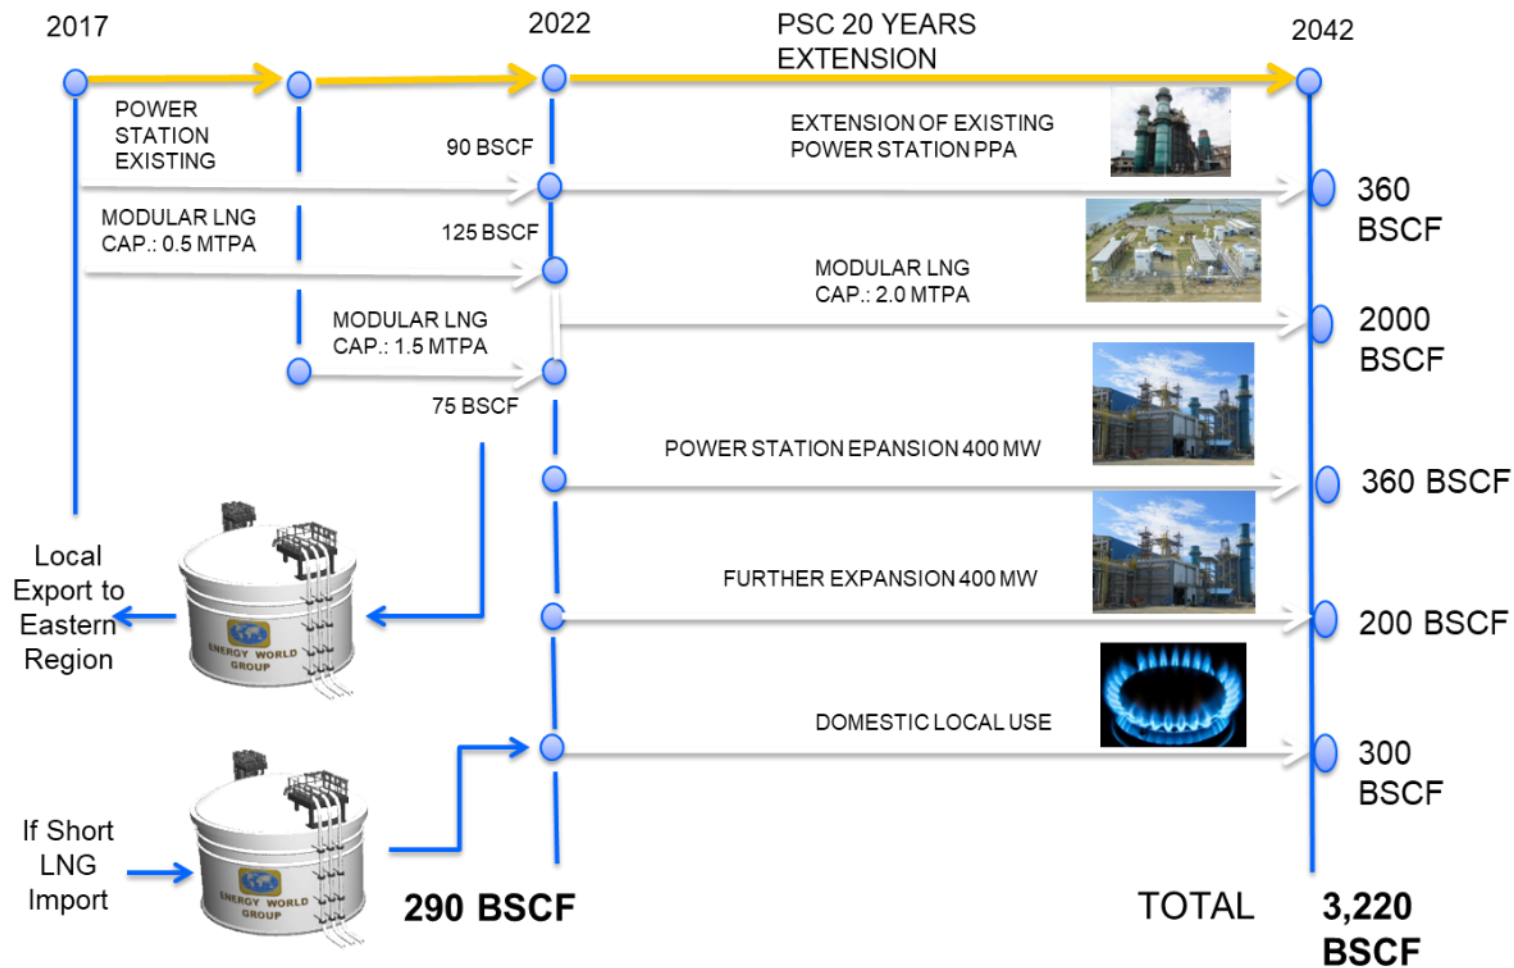 2017
2022
PSC 20 YEARS
EXTENSION
2042
POWER
STATION
EXISTING
90 BSCF
EXTENSION OF EXISTING
POWER STATION PPA
360
BSCF
MODULAR LNG
CAP.: 0.5 MTPA
125 BSCF
MODULAR LNG
CAP.: 2.0 MTPA
2000
BSCF
MODULAR LNG
CAP.: 1.5 MTPA
75 BSCF
POWER STATION EPANSION 400 MW
360 BSCF
Local
Export to
Eastern
Region
ENERGY WORLD
GROUP
FURTHER EXPANSION 400 MW
200 BSCF
DOMESTIC LOCAL USE
300
BSCF
If Short
LNG
Import
ENERGY WORLD
GROUP
290 BSCF
TOTAL
3,220
BSCF